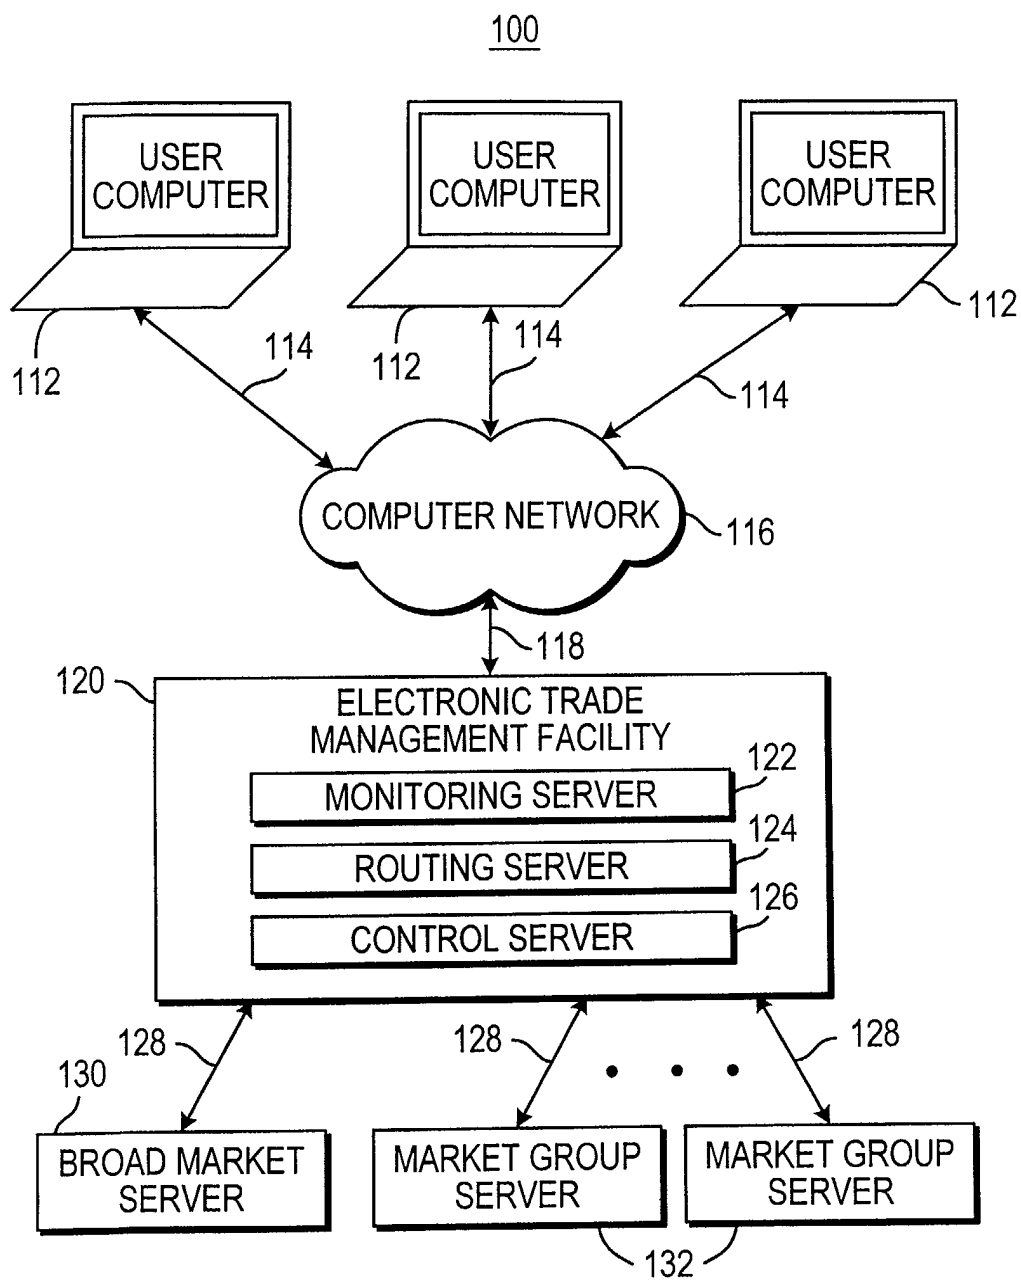 100
USER
COMPUTER
USER
COMPUTER
USER
COMPUTER
112
114
112
114
114
112
COMPUTER NETWORK
116
118
120
ELECTRONIC TRADE
MANAGEMENT FACILITY
MONITORING SERVER
122
ROUTING SERVER
124
CONTROL SERVER
126
128
128
128
130
BROAD MARKET
SERVER
MARKET GROUP
SERVER
MARKET GROUP
SERVER
132